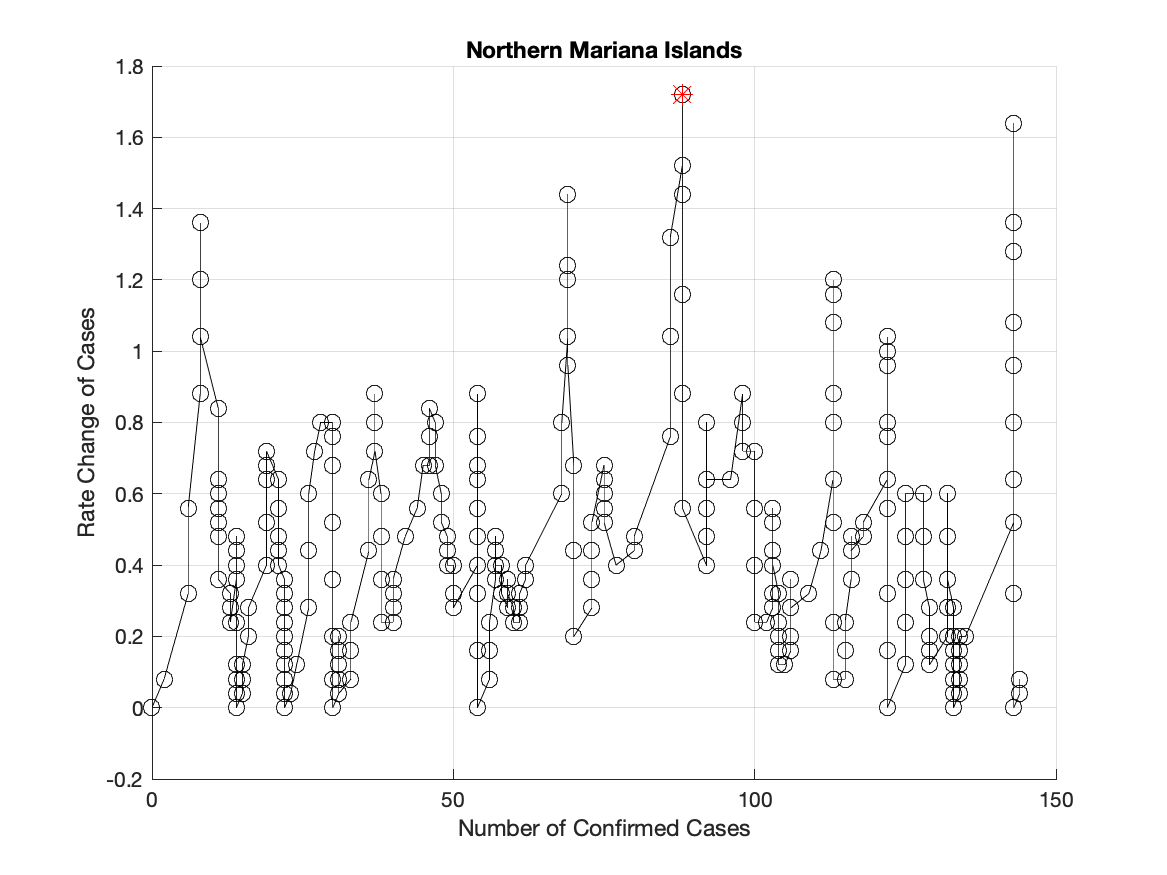 Northern Mariana Islands
1.8
1.6
1.4
1.2
1
0.8
0.6
0.4
0.2
0
-0.2
Rate Change of Cases
0 50 100 150
Number of Confirmed Cases